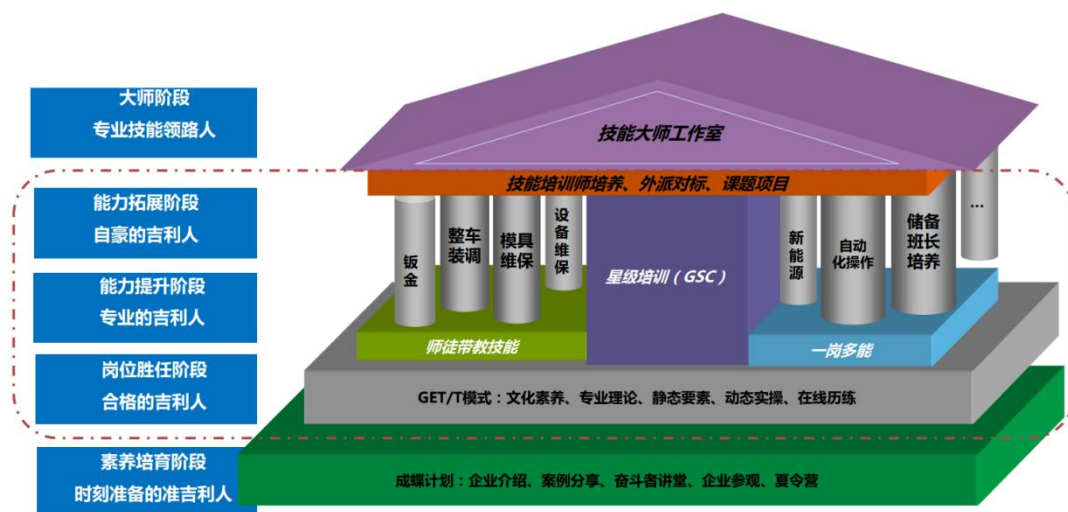 大师阶段
专业技能领路人
能力拓展阶段
自豪的吉利人
能力提升阶段
专业的吉利人
岗位胜任阶段
合格的吉利人
素养培育阶段
时刻准备的准吉利人
技能大师工作室
技能培训师培养、外派对标、课题项目
钣金
整车
装调
模具
维保
设备维保
星级培训（GSC）
新能源
自动
化操作
储备
班长
培养
...
师徒带教技能
一岗多能
GET/T模式：文化素养、专业理论、静态要素、动态实操、在线历练
成蝶计划：企业介绍、案例分享、奋斗者讲堂、企业参观、夏令营